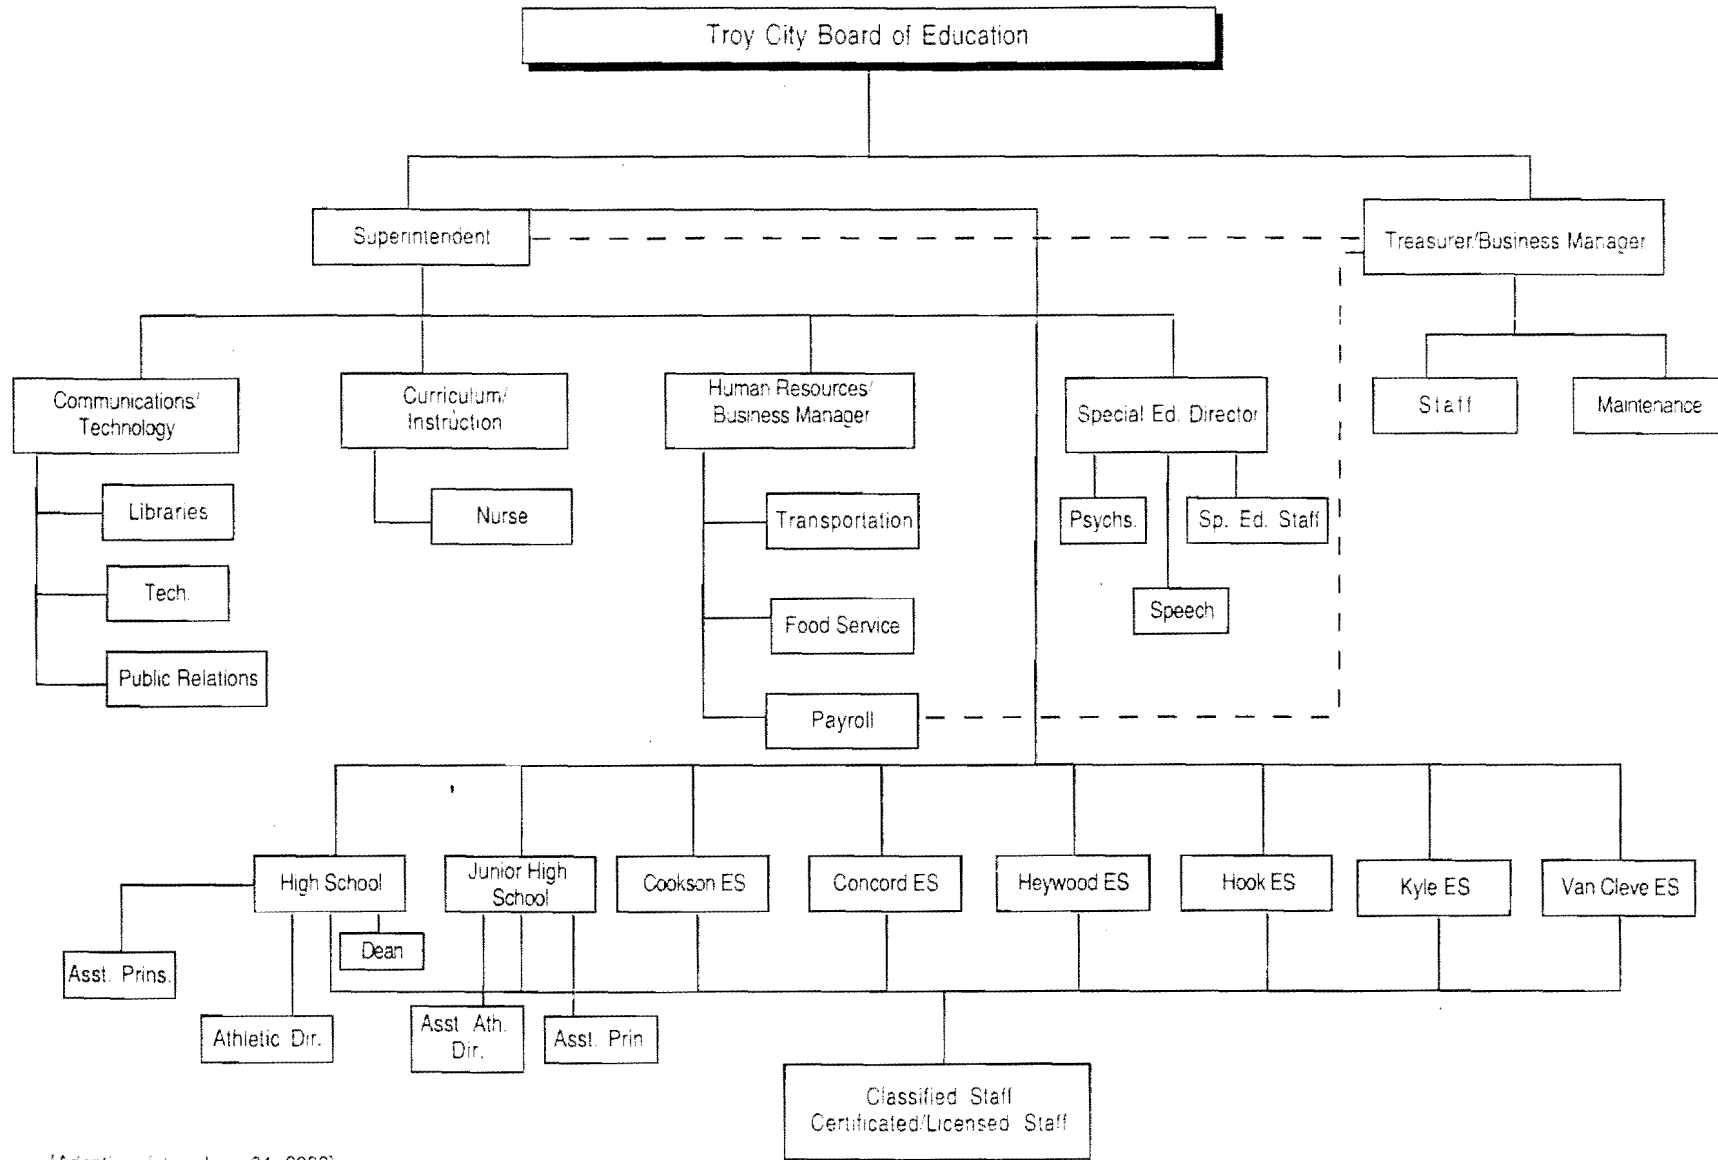 Troy City Board of Education
Superintendent
Treasurer/Business Manager
Communications/
Technology
Curriculum/
Instruction
Human Resources/
Business Manager
Special Ed. Director
Staff
Maintenance
Libraries
Nurse
Transportation
Psychs.
Sp. Ed. Staff
Tech.
Food Service
Speech
Public Relations
Payroll
High School
Junior High
School
Cookson ES
Concord ES
Heywood ES
Hook ES
Kyle ES
Van Cleve ES
Dean
Asst. Prins.
Athletic Dir.
Asst Ath.
Dir.
Asst. Prin
Classified Staff
Certificated/Licensed Staff